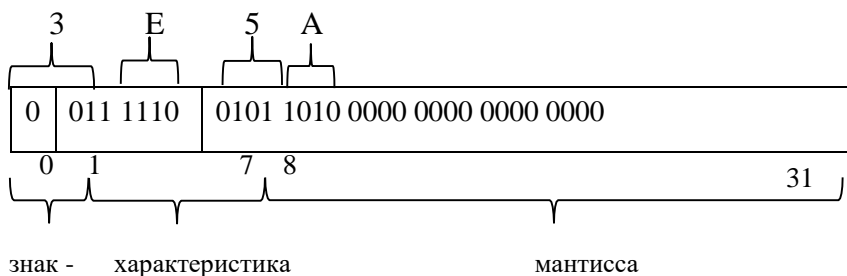 3 E 5 A
0 011 1110 0101 1010 0000 0000 0000 0000
0 1 7 8 31
знак - характеристика мантисса